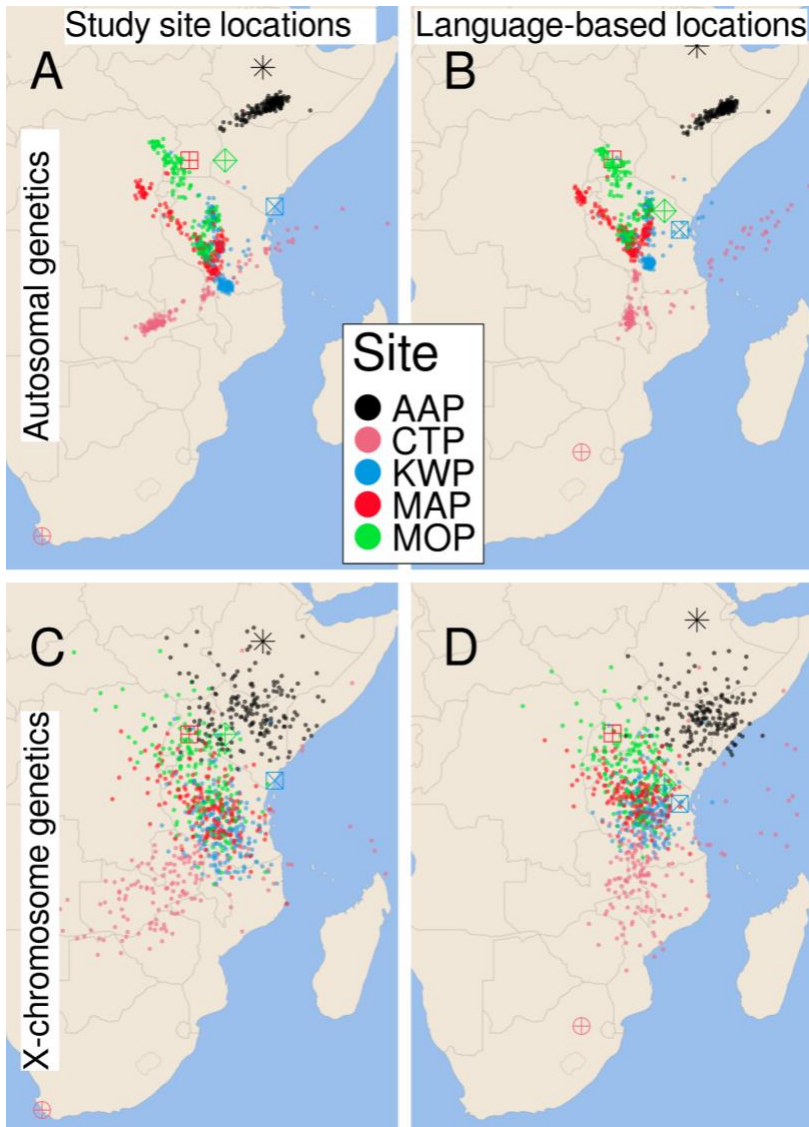 Study site locations
Language-based locations
A
B
Autosomal genetics
Site
AAP
CTP
KWP
MAP
MOP
C
D
X-chromosome genetics